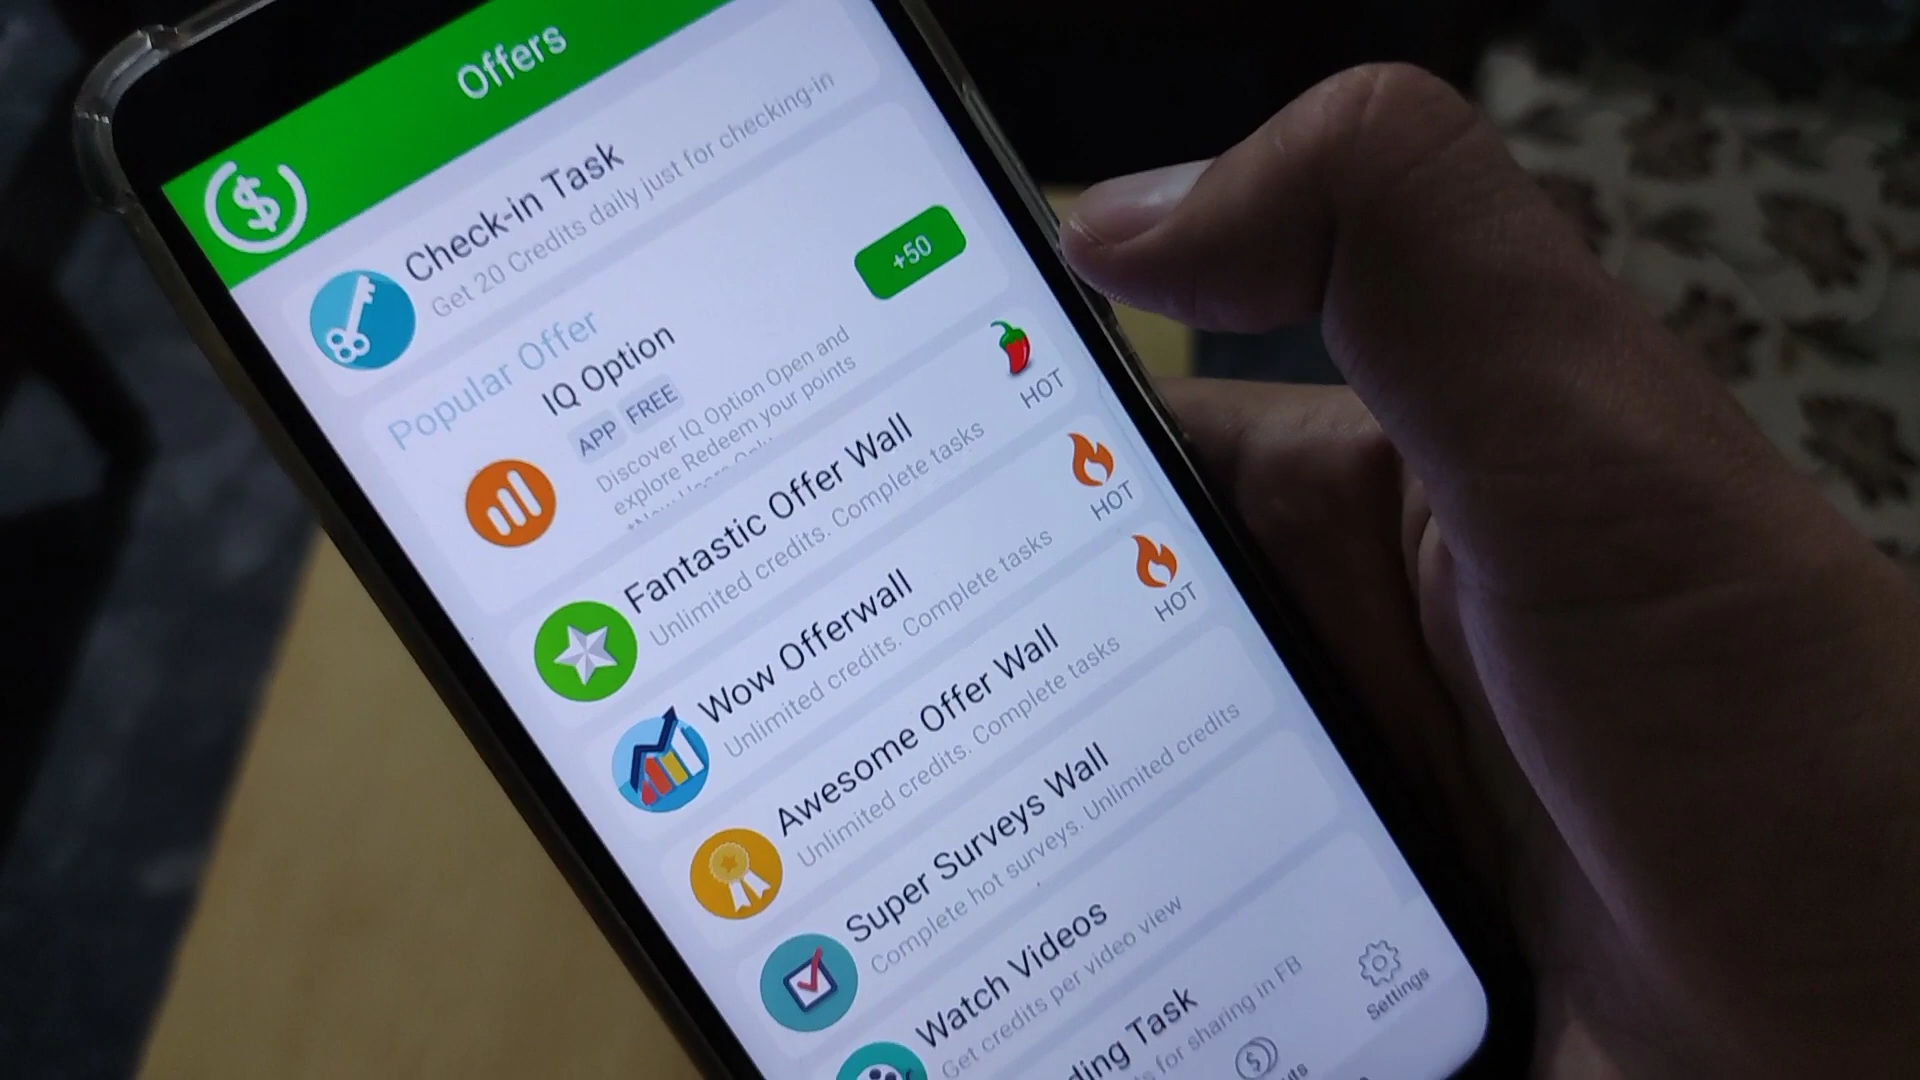 Offers
Check-in Task
Get 20 Credits daily just for checking-in
Popular Offer
IQ Option
+50
APP FREE
Discover IQ Option Open and
explore Redeem your points
Fantastic Offer Wall
Unlimited credits. Complete tasks
HOT
Wow Offerwall
Unlimited credits. Complete tasks
HOT
Awesome Offer Wall
Unlimited credits. Complete tasks
HOT
Super Surveys Wall
Complete hot surveys. Unlimited credits
Watch Videos
Get credits per video view
Task
for sharing in FB
Settings